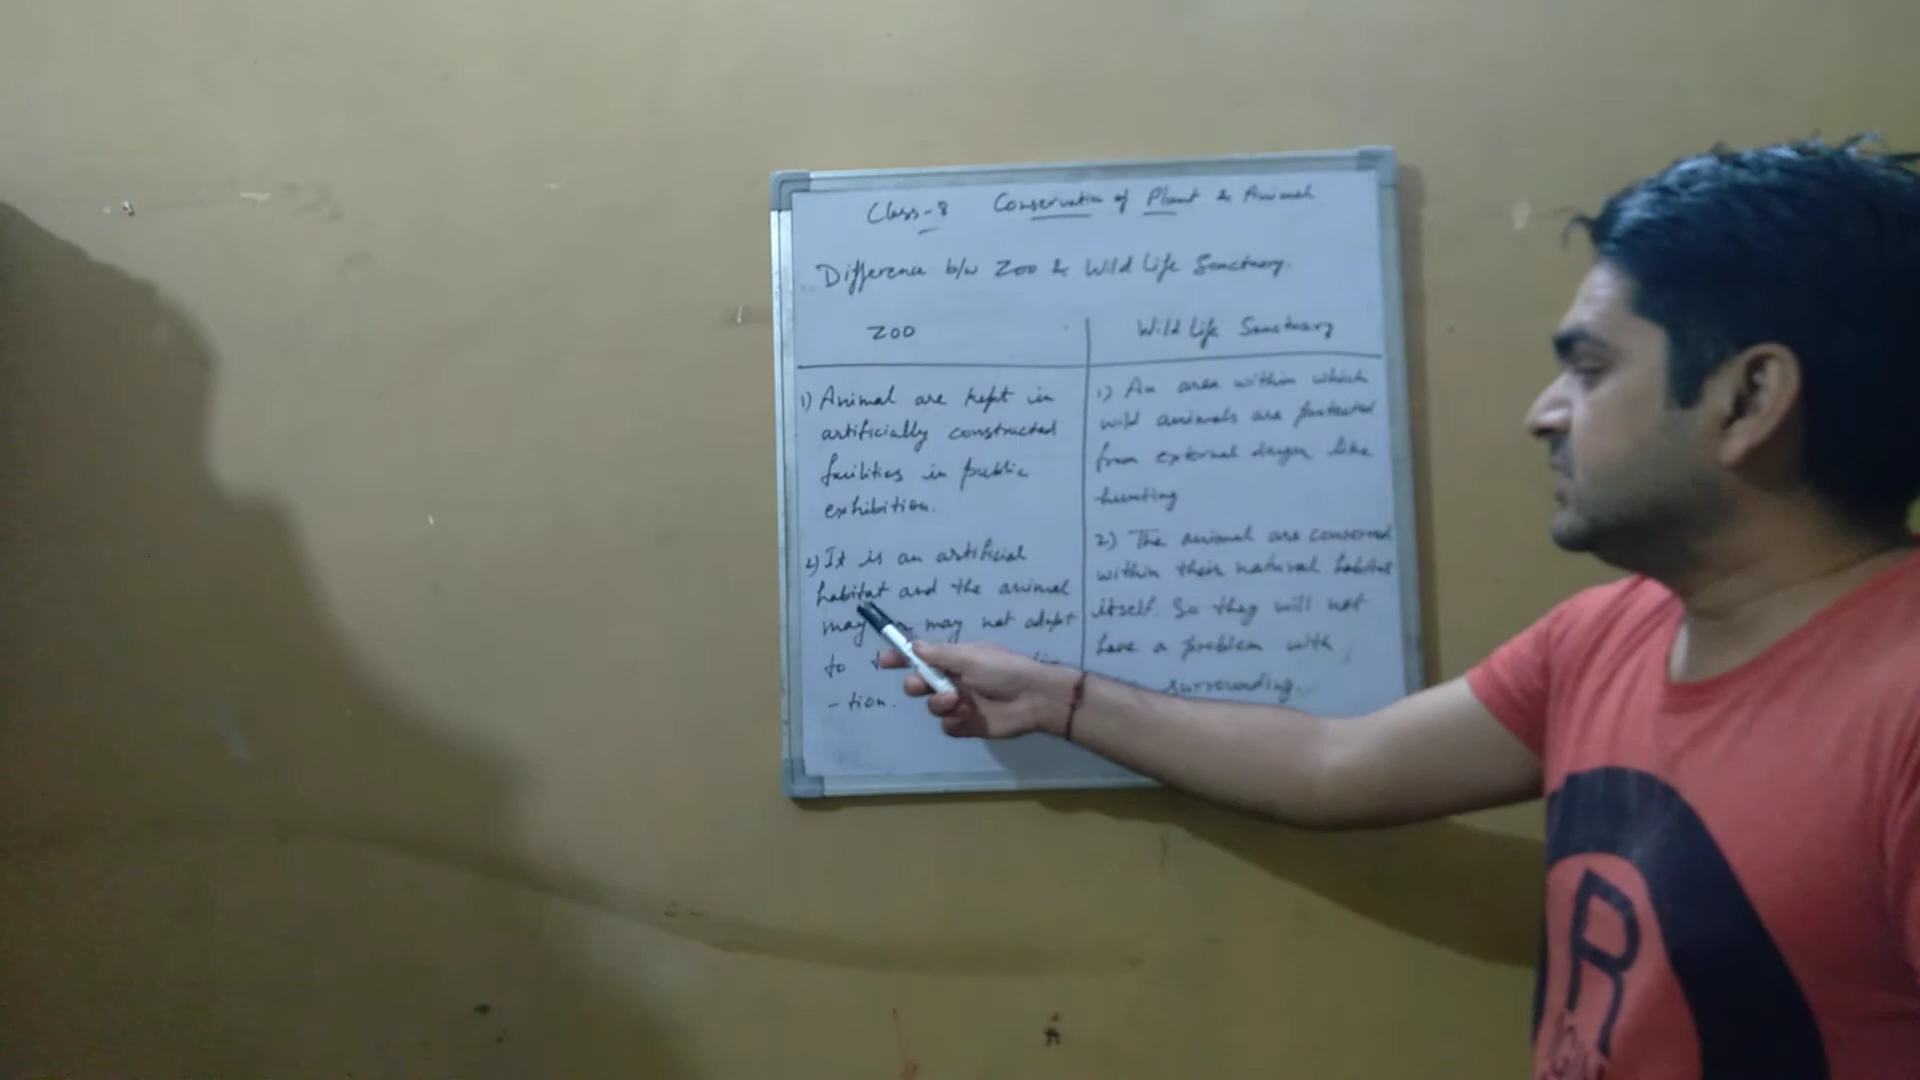 Class-8 Conservation of Plant & Animal
Difference b/w Zoo & Wild Life Sanctuary.
ZOO
1) Animal are kept in
artificially constructed
facilities in public
exhibition.
2) It is an artificial
habitat and the animal
may may not adapt
to
-tion.
Wild Life Sanctuary
1) An area within which
wild animals are protected
from external danger like
hunting
2) The animal are conserved
within their natural habitat
itself. So they will not
have a problem with
surrounding.
R